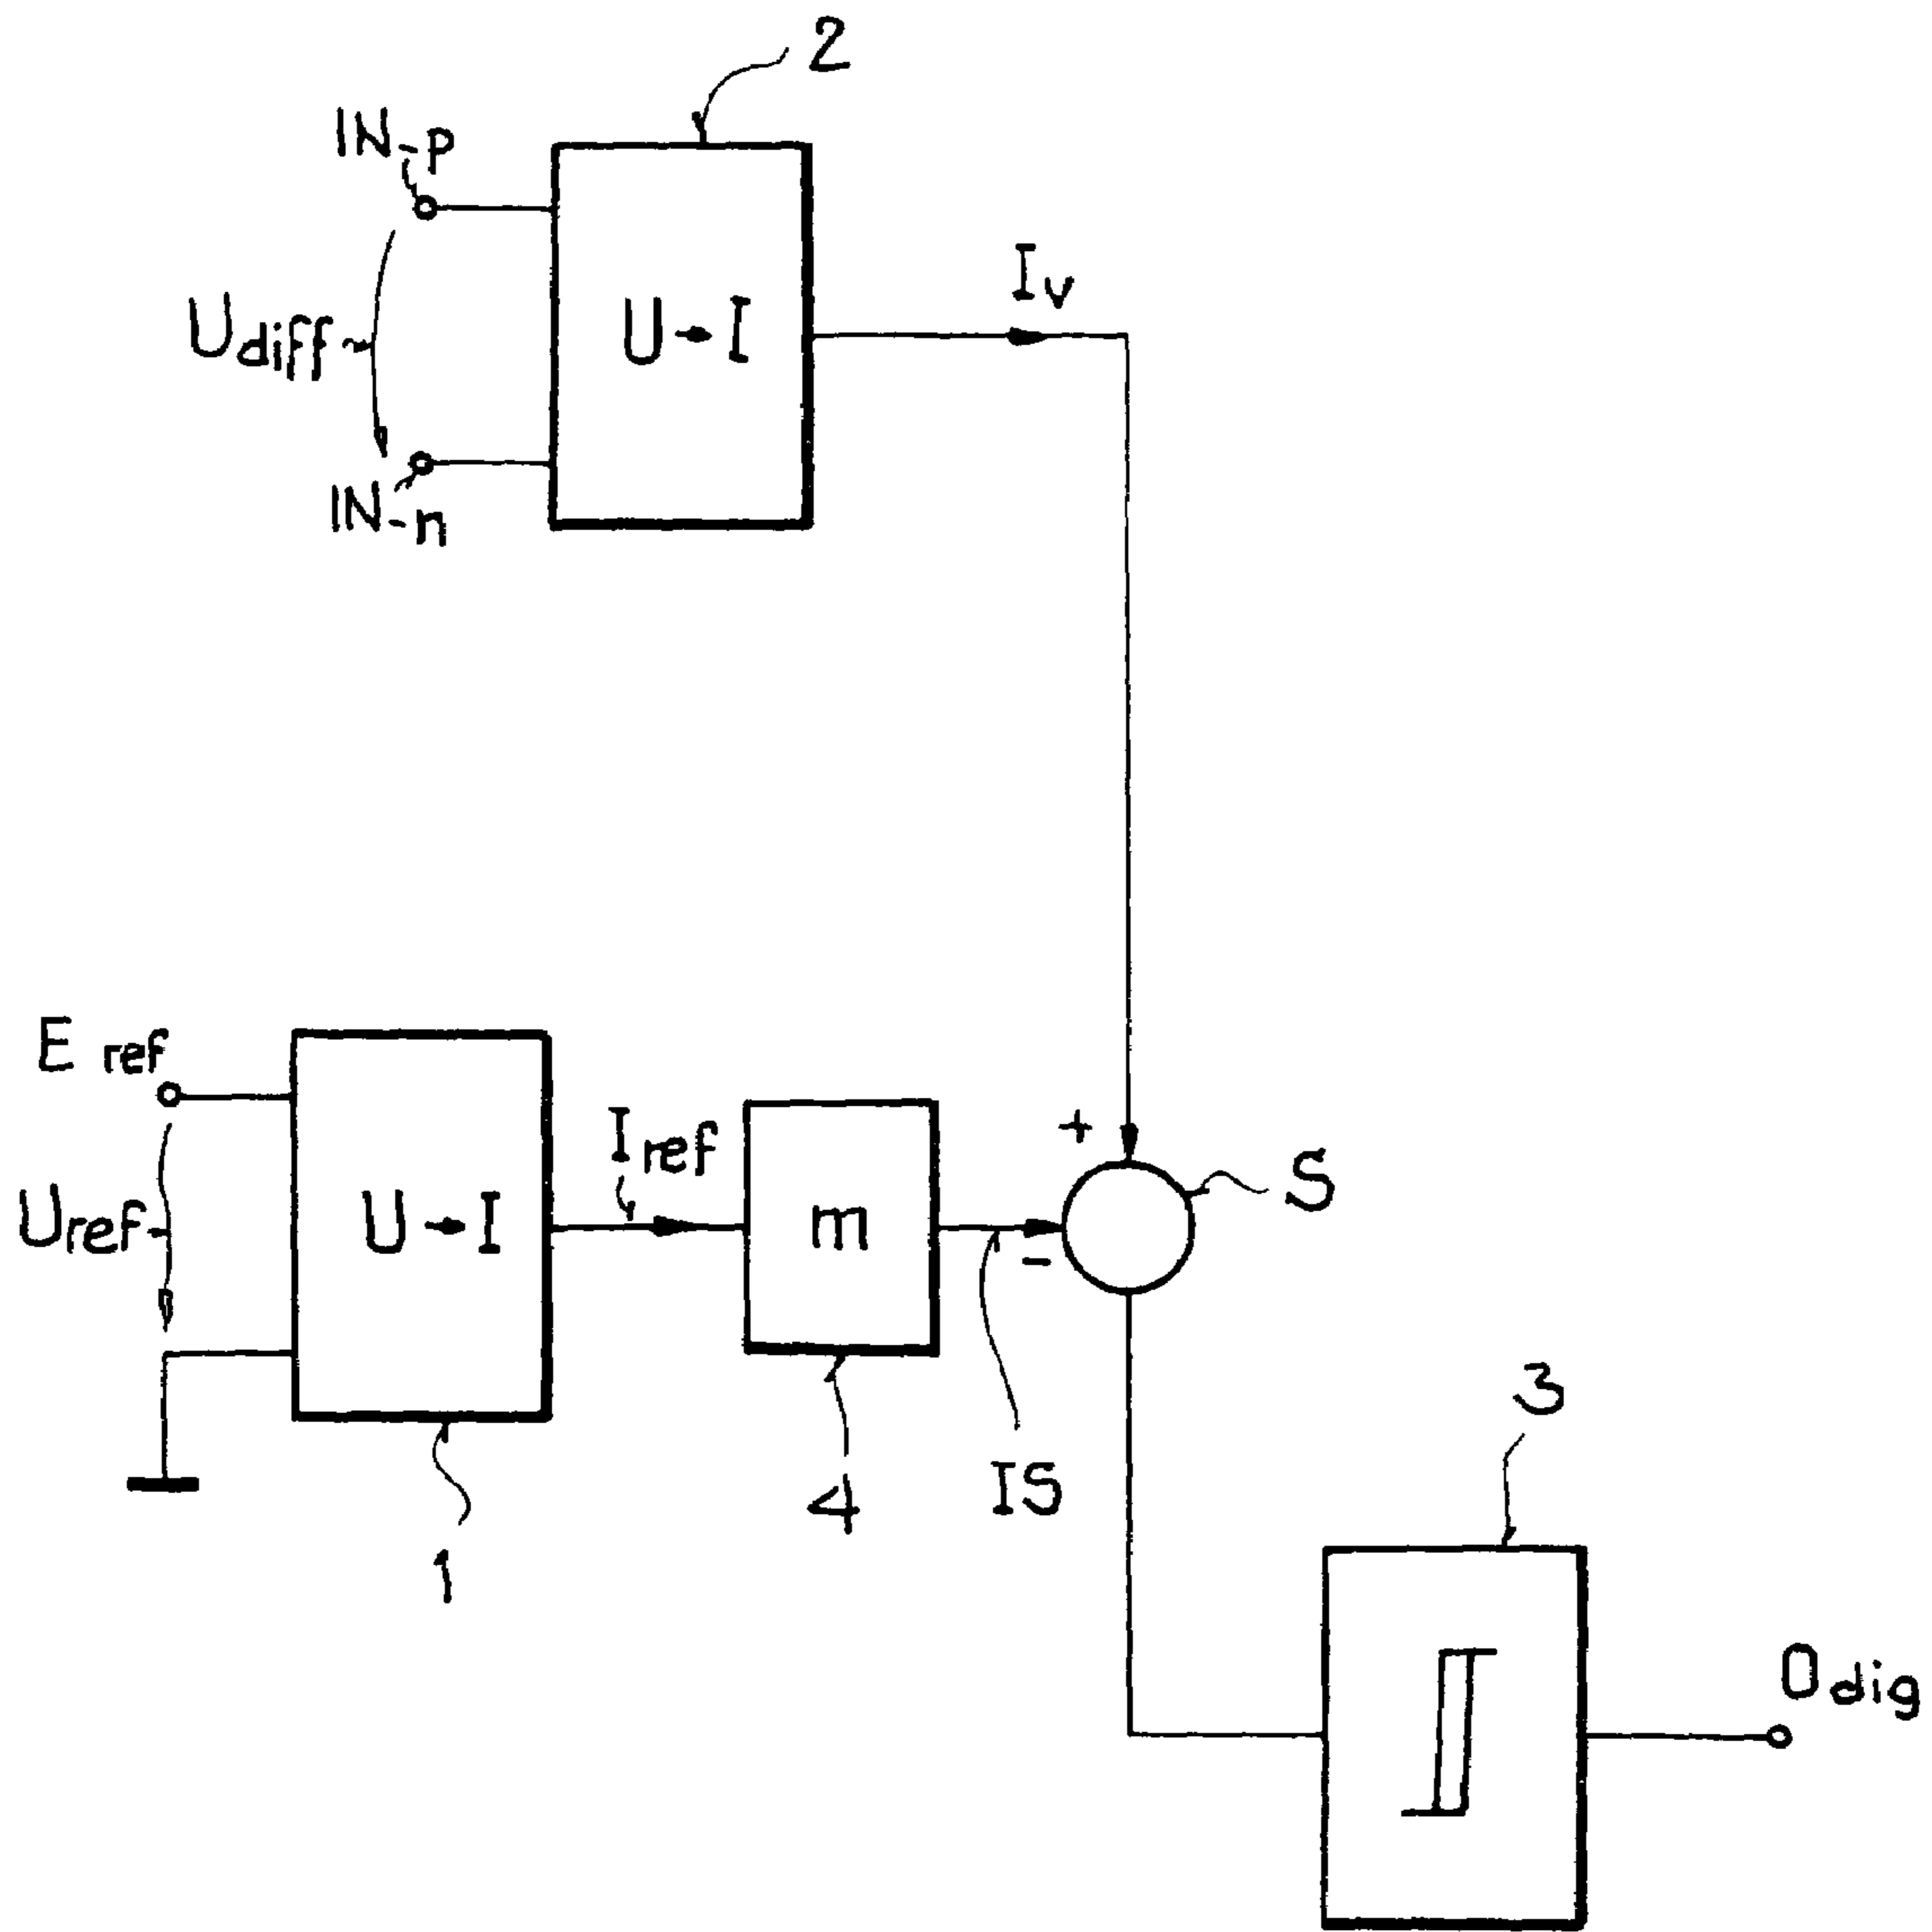 2
IN-p
Udiff
U→I
Iv
IN-n
E ref
Uref
U→I
Iref
m
+
-
S
IS
4
1
3
Odig